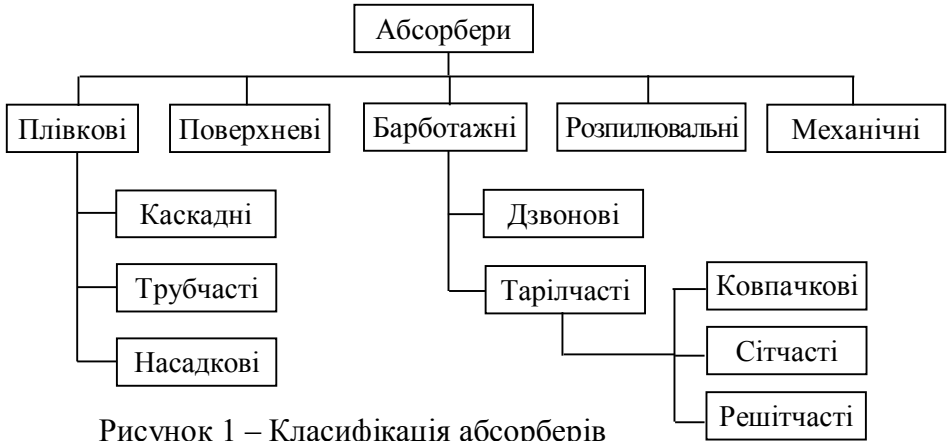 Абсорбери
Плівкові
Поверхневі
Барботажні
Розпилювальні
Механічні
Каскадні
Трубчасті
Насадкові
Дзвонові
Тарілчасті
Ковпачкові
Сітчасті
Решітчасті
Рисунок 1 – Класифікація абсорберів